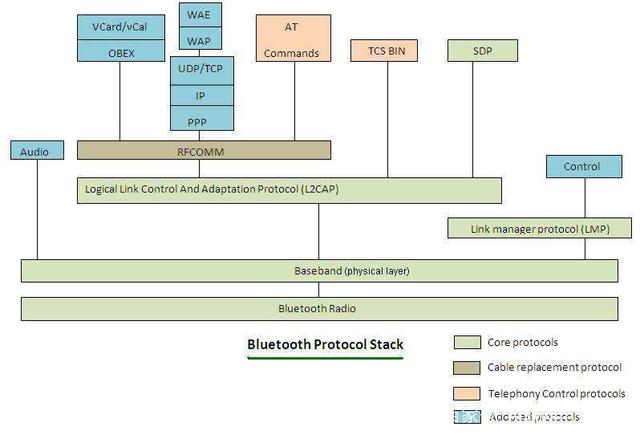 VCard/vCal
OBEX
WAE
WAP
UDP/TCP
IP
PPP
AT
Commands
TCS BIN
SDP
Audio
RFCOMM
Control
Logical Link Control And Adaptation Protocol (L2CAP)
Link manager protocol (LMP)
Baseband (physical layer)
Bluetooth Radio
Bluetooth Protocol Stack
Core protocols
Cable replacement protocol
Telephony Control protocols
Adopted protocols